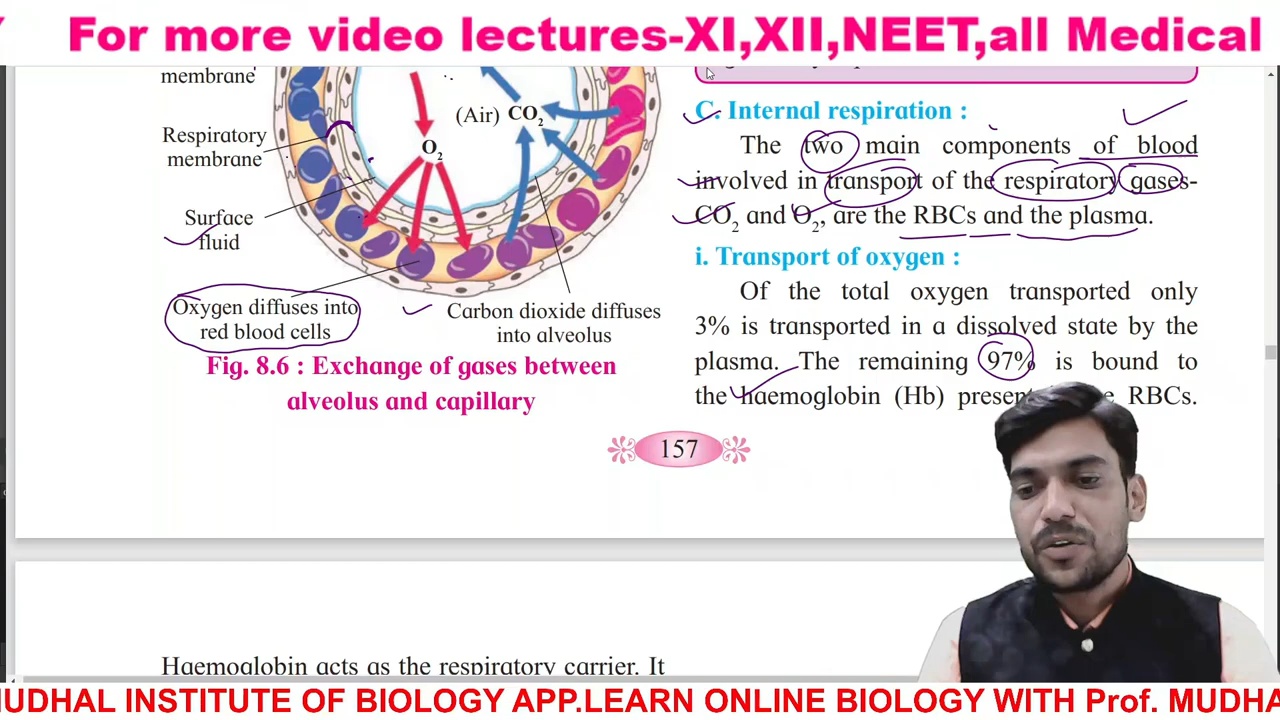 For more video lectures-XI,XII,NEET,all Medical
membrane
(Air) CO2
C. Internal respiration :
Respiratory
membrane
O2
The two main components of blood
involved in transport of the respiratory gases-
CO2 and O2, are the RBCs and the plasma.
Surface
fluid
i. Transport of oxygen :
Oxygen diffuses into
red blood cells
Carbon dioxide diffuses
into alveolus
Of the total oxygen transported only
3% is transported in a dissolved state by the
plasma. The remaining 97% is bound to
the haemoglobin (Hb) present RBCs.
Fig. 8.6 : Exchange of gases between
alveolus and capillary
157
Haemoglobin acts as the respiratory carrier. It
MUDHAL INSTITUTE OF BIOLOGY APP.LEARN ONLINE BIOLOGY WITH Prof. MUDHA